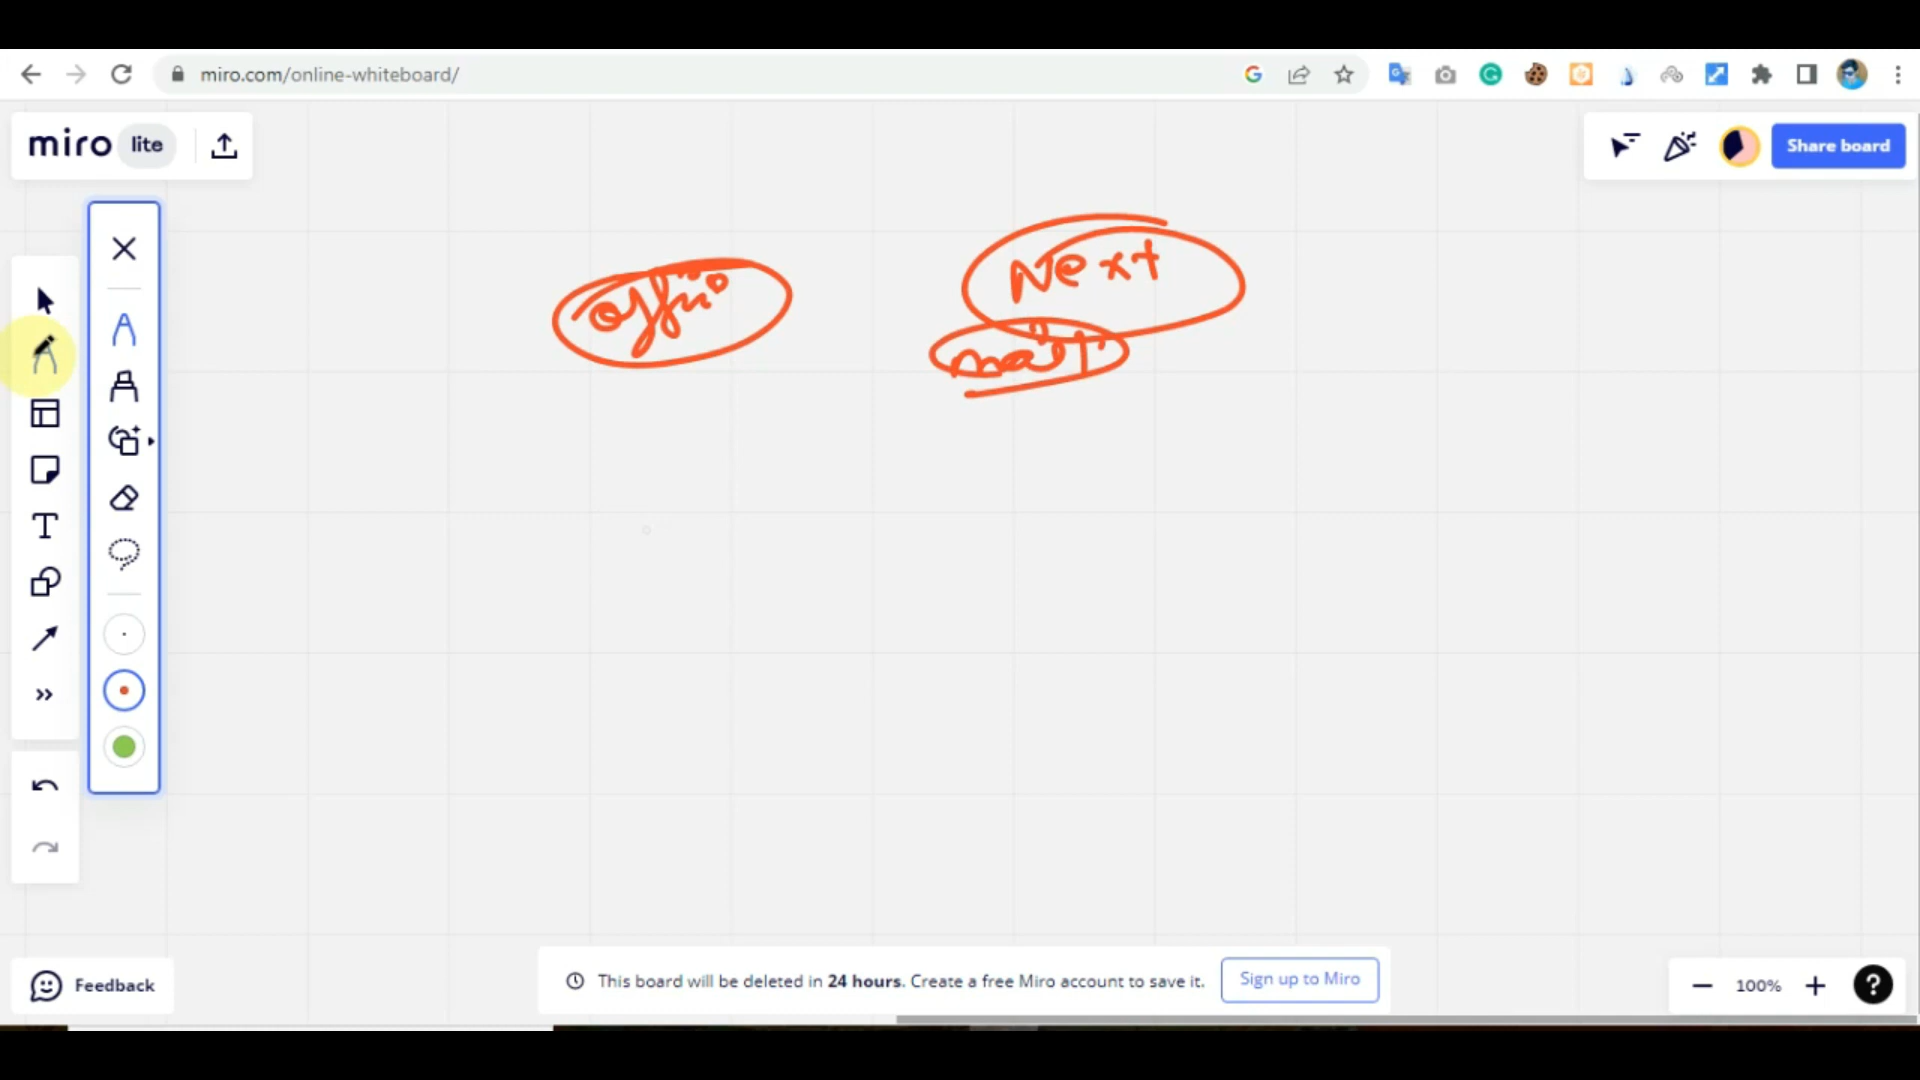 miro.com/online-whiteboard/
miro lite
Share board
Next
T
Feedback
This board will be deleted in 24 hours. Create a free Miro account to save it.
Sign up to Miro
100%
?